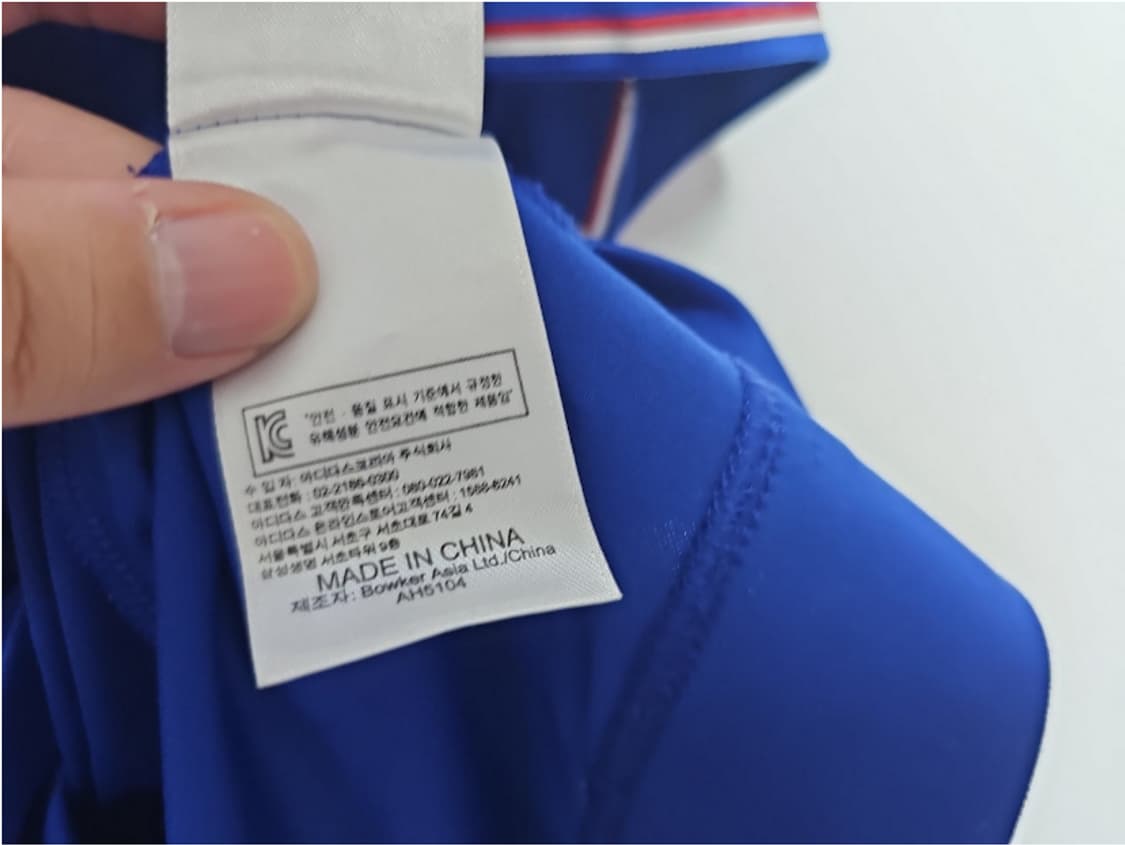 KC
"안전 · 품질 표시 기준에서 규정한
유해성분 안전요건에 적합한 제품임"
수 입 자: 아디다스코리아 주식회사
대표전화 : 02-2186-0300
아디다스 고객만족센터 : 080-022-7981
아디다스 온라인스토어고객센터 : 1588-8241
서울특별시 서초구 서초대로 74길 4
삼성생명 서초타워 9층
MADE IN CHINA
제조자: Bowker Asia Ltd./China
AH5104